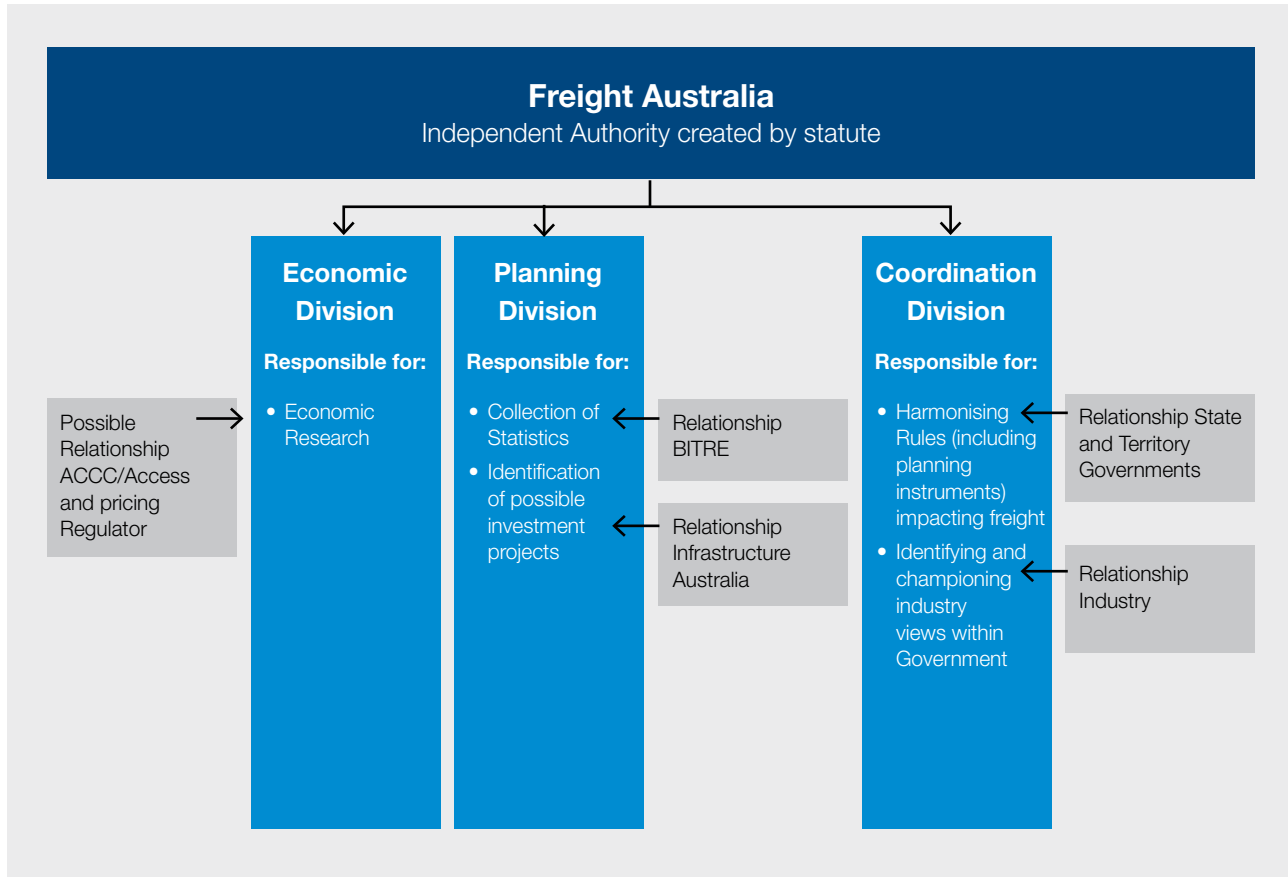 Freight Australia
Independent Authority created by statute
Economic
Division
Responsible for:
• Economic
Research
Possible
Relationship
ACCC/Access
and pricing
Regulator
Planning
Division
Responsible for:
• Collection of
Statistics
• Identification
of possible
investment
projects
Relationship
BITRE
Relationship
Infrastructure
Australia
Coordination
Division
Responsible for:
• Harmonising
Rules (including
planning
instruments)
impacting freight
• Identifying and
championing
industry
views within
Government
Relationship State
and Territory
Governments
Relationship
Industry